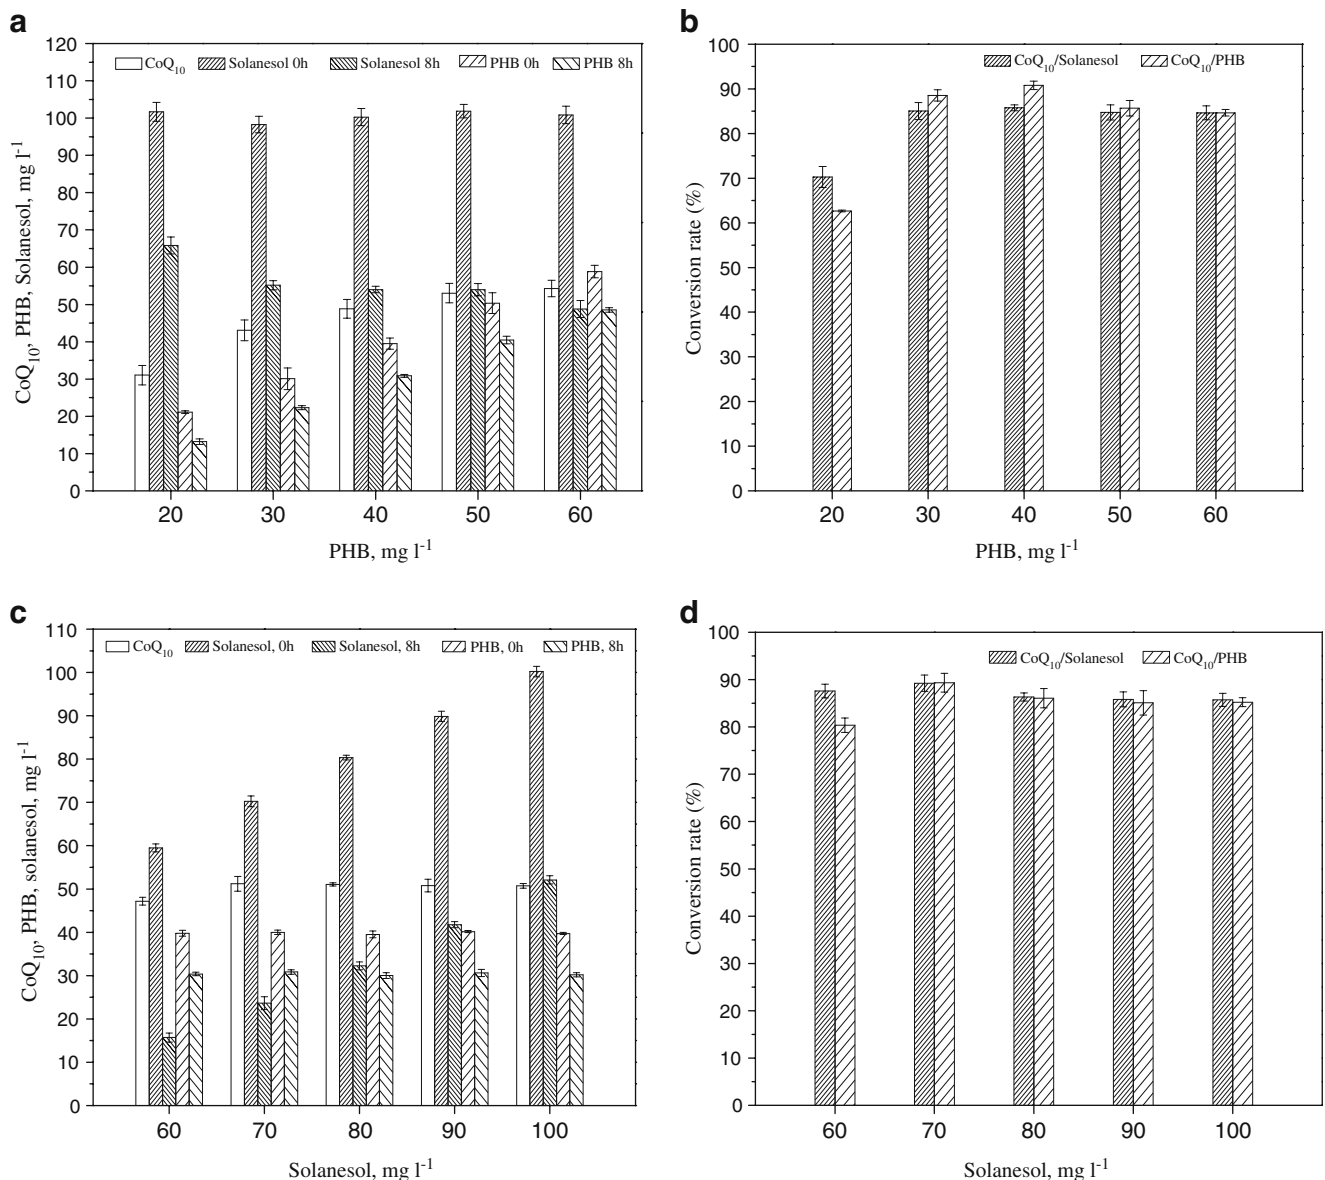 a
120
110
100
90
80
70
60
50
40
30
20
10
0
CoQ10, PHB, Solanesol, mg l-1
CoQ10 Solanesol 0h Solanesol 8h PHB 0h PHB 8h
20 30 40 50 60
PHB, mg l-1
b
100
90
80
70
60
50
40
30
20
10
0
Conversion rate (%)
CoQ10/Solanesol CoQ10/PHB
20 30 40 50 60
PHB, mg l-1
c
110
100
90
80
70
60
50
40
30
20
10
0
CoQ10, PHB, solanesol, mg l-1
CoQ10 Solanesol, 0h Solanesol, 8h PHB, 0h PHB, 8h
60 70 80 90 100
Solanesol, mg l-1
d
100
90
80
70
60
50
40
30
20
10
0
Conversion rate (%)
CoQ10/Solanesol CoQ10/PHB
60 70 80 90 100
Solanesol, mg l-1